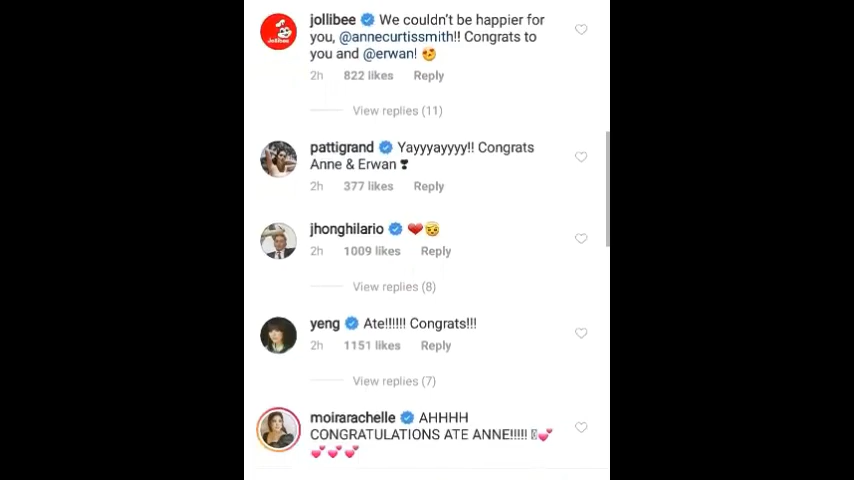 jollibee We couldn't be happier for
you, @annecurtissmith!! Congrats to
you and @erwan! 😍
2h 822 likes Reply
View replies (11)
pattigrand Yayyyayyyy!! Congrats
Anne & Erwan ❣
2h 377 likes Reply
jhonghilario ❤️😇
2h 1009 likes Reply
View replies (8)
yeng Ate!!!!!! Congrats!!!
2h 1151 likes Reply
View replies (7)
moirarachelle AHHHH
CONGRATULATIONS ATE ANNE!!!!! 💕
💕💕💕